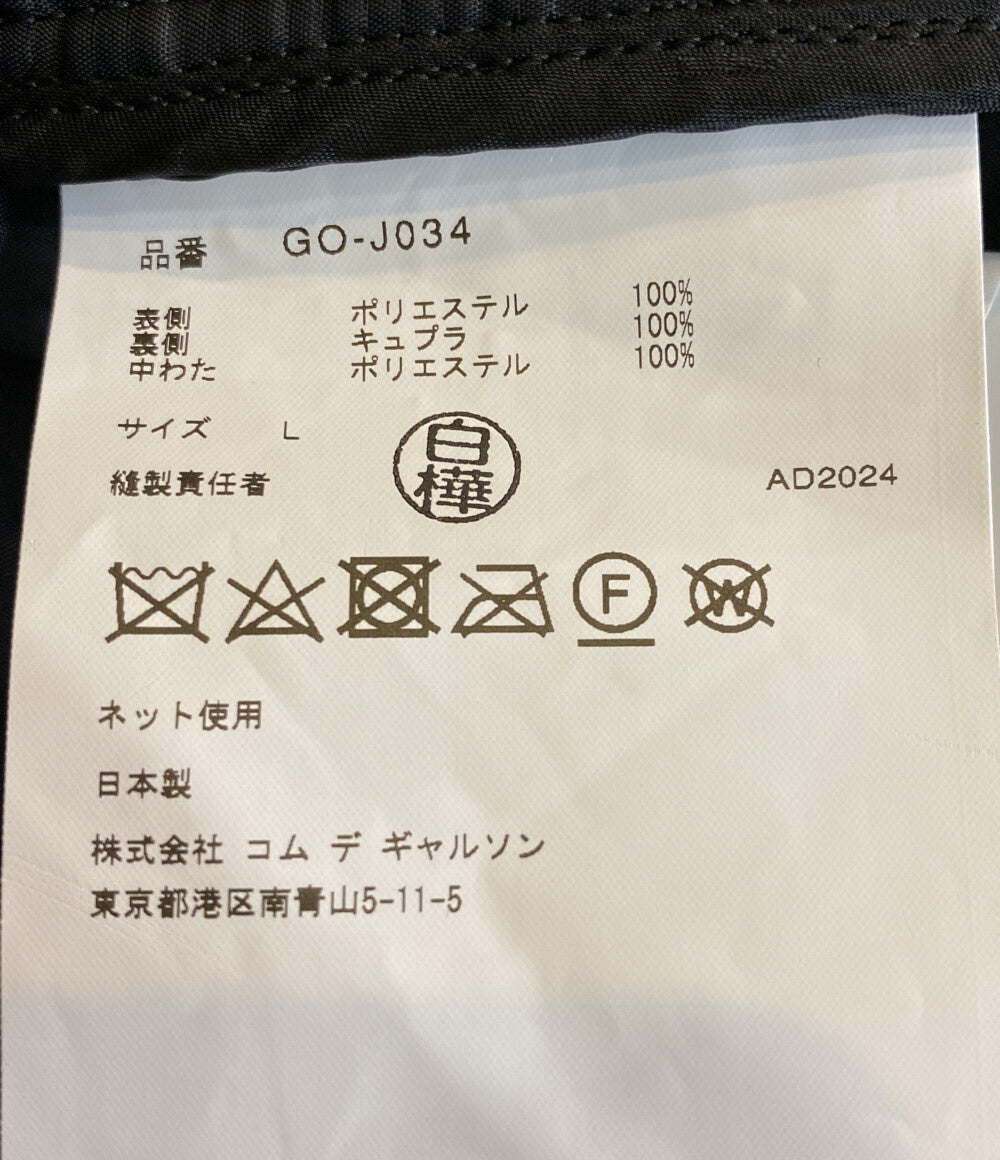 品番 GO-J034
表側 ポリエステル 100%
裏側 キュプラ 100%
中わた ポリエステル 100%
サイズ L
縫製責任者 白樺 AD2024
F W
ネット使用
日本製
株式会社 コム デ ギャルソン
東京都港区南青山5-11-5